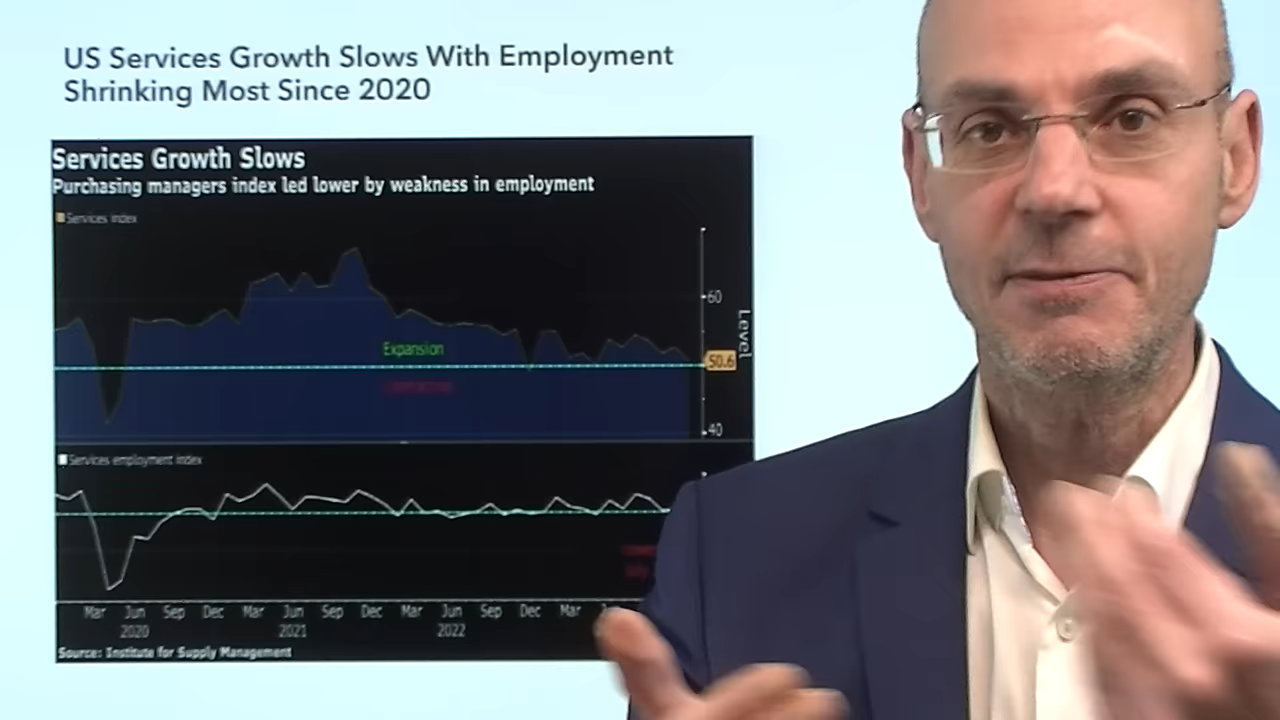 US Services Growth Slows With Employment
Shrinking Most Since 2020
Services Growth Slows
Purchasing managers index led lower by weakness in employment
Services index
60
Level
Expansion
50.6
40
Services employment index
Mar Jun Sep Dec Mar Jun Sep Dec Mar Jun Sep Dec Mar
2020 2021 2022
Source: Institute for Supply Management